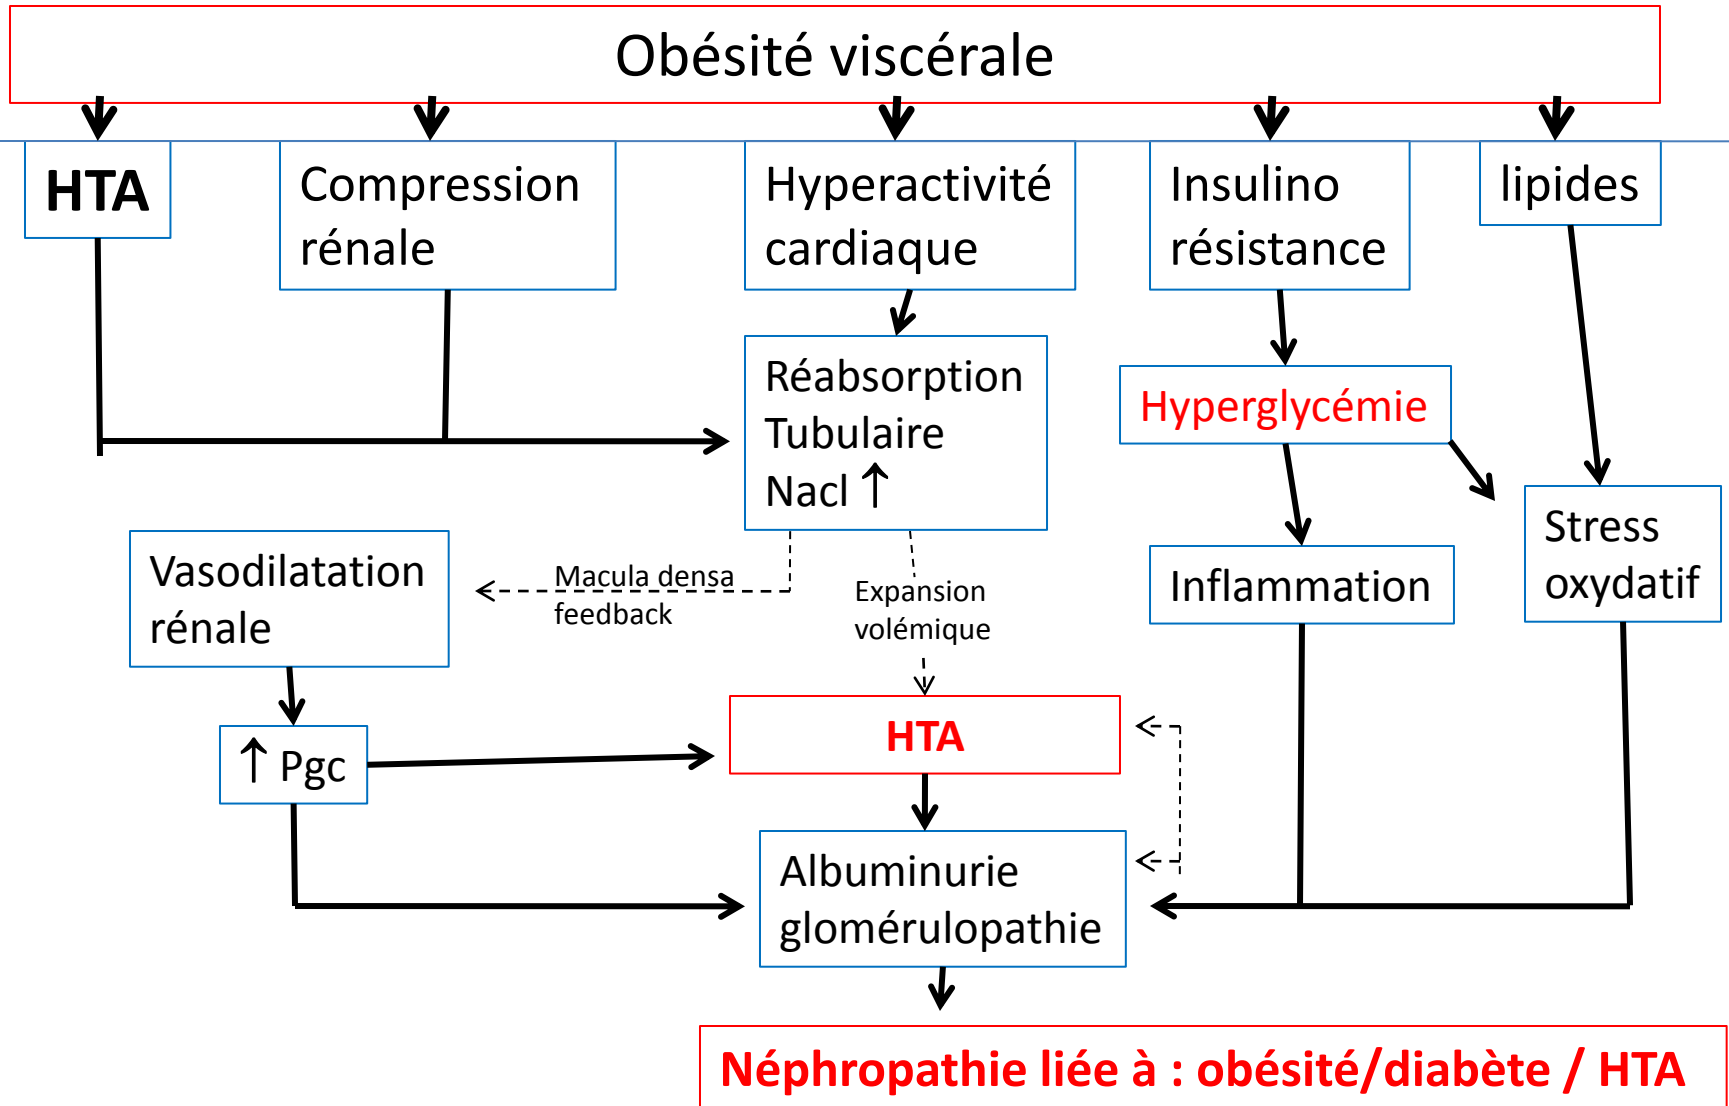 Obésité viscérale
HTA
Compression
rénale
Hyperactivité
cardiaque
Insulino
résistance
lipides
Réabsorption
Tubulaire
Nacl ↑
Hyperglycémie
Stress
oxydatif
Vasodilatation
rénale
Macula densa
feedback
Expansion
volémique
Inflammation
↑ Pgc
HTA
Albuminurie
glomérulopathie
Néphropathie liée à : obésité/diabète / HTA